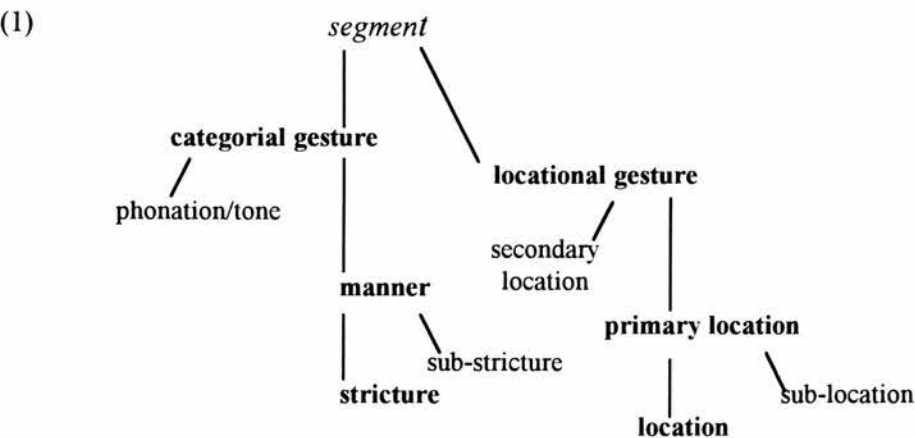 (1)
segment
categorial gesture
locational gesture
phonation/tone
secondary
location
manner
primary location
sub-stricture
stricture
sub-location
location